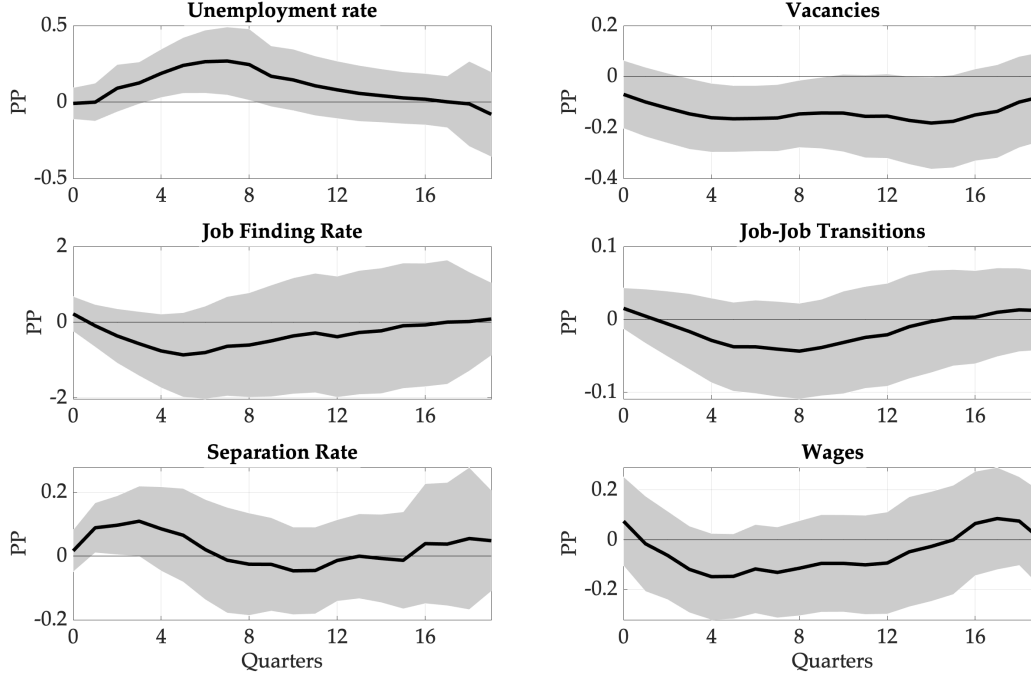 Unemployment rate
PP
0.5
0
-0.5
0 4 8 12 16
Vacancies
PP
0.2
0
-0.2
-0.4
0 4 8 12 16
Job Finding Rate
PP
2
0
-2
0 4 8 12 16
Job-Job Transitions
PP
0.1
0
-0.1
0 4 8 12 16
Separation Rate
PP
0.2
0
-0.2
0 4 8 12 16
Quarters
Wages
PP
0.2
0
-0.2
0 4 8 12 16
Quarters